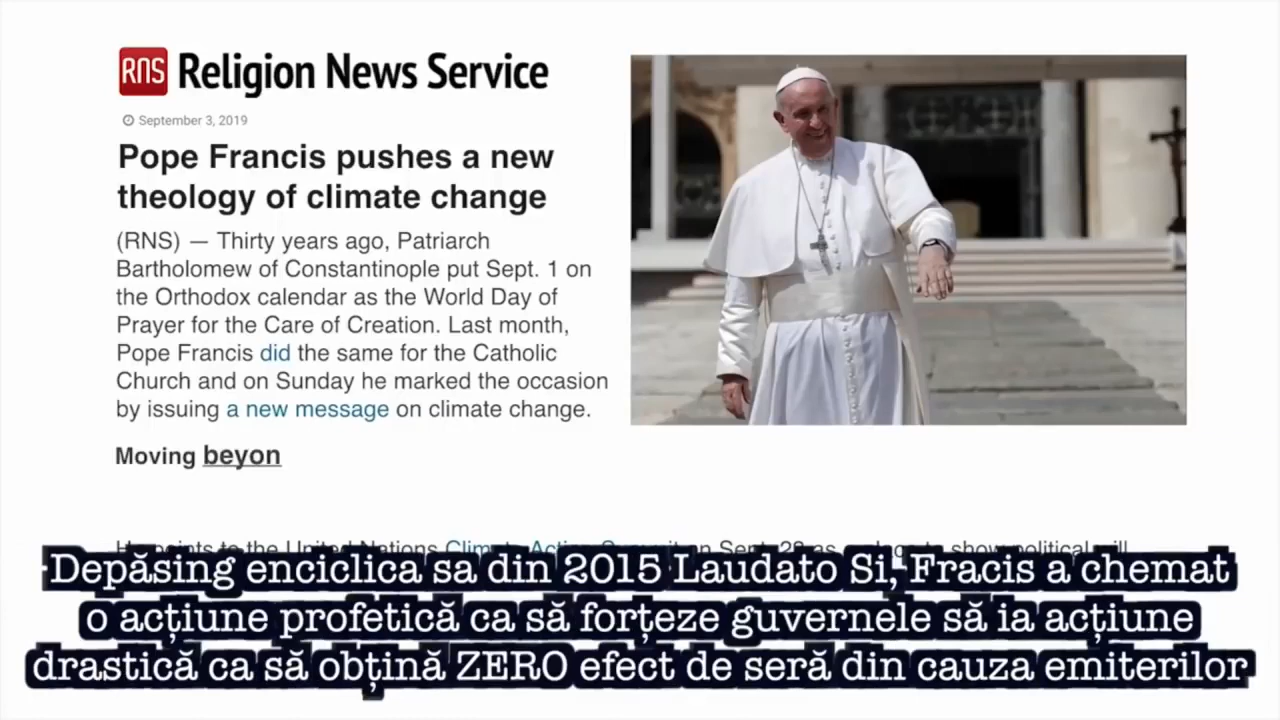 RNS Religion News Service
September 3, 2019
Pope Francis pushes a new
theology of climate change
(RNS) — Thirty years ago, Patriarch
Bartholomew of Constantinople put Sept. 1 on
the Orthodox calendar as the World Day of
Prayer for the Care of Creation. Last month,
Pope Francis did the same for the Catholic
Church and on Sunday he marked the occasion
by issuing a new message on climate change.
Moving beyon
to the United Nations
Depăsing enciclica sa din 2015 Laudato Si, Fracis a chemat
o acțiune profetică ca să forțeze guvernele să ia acțiune
drastică ca să obțină ZERO efect de seră din cauza emiterilor